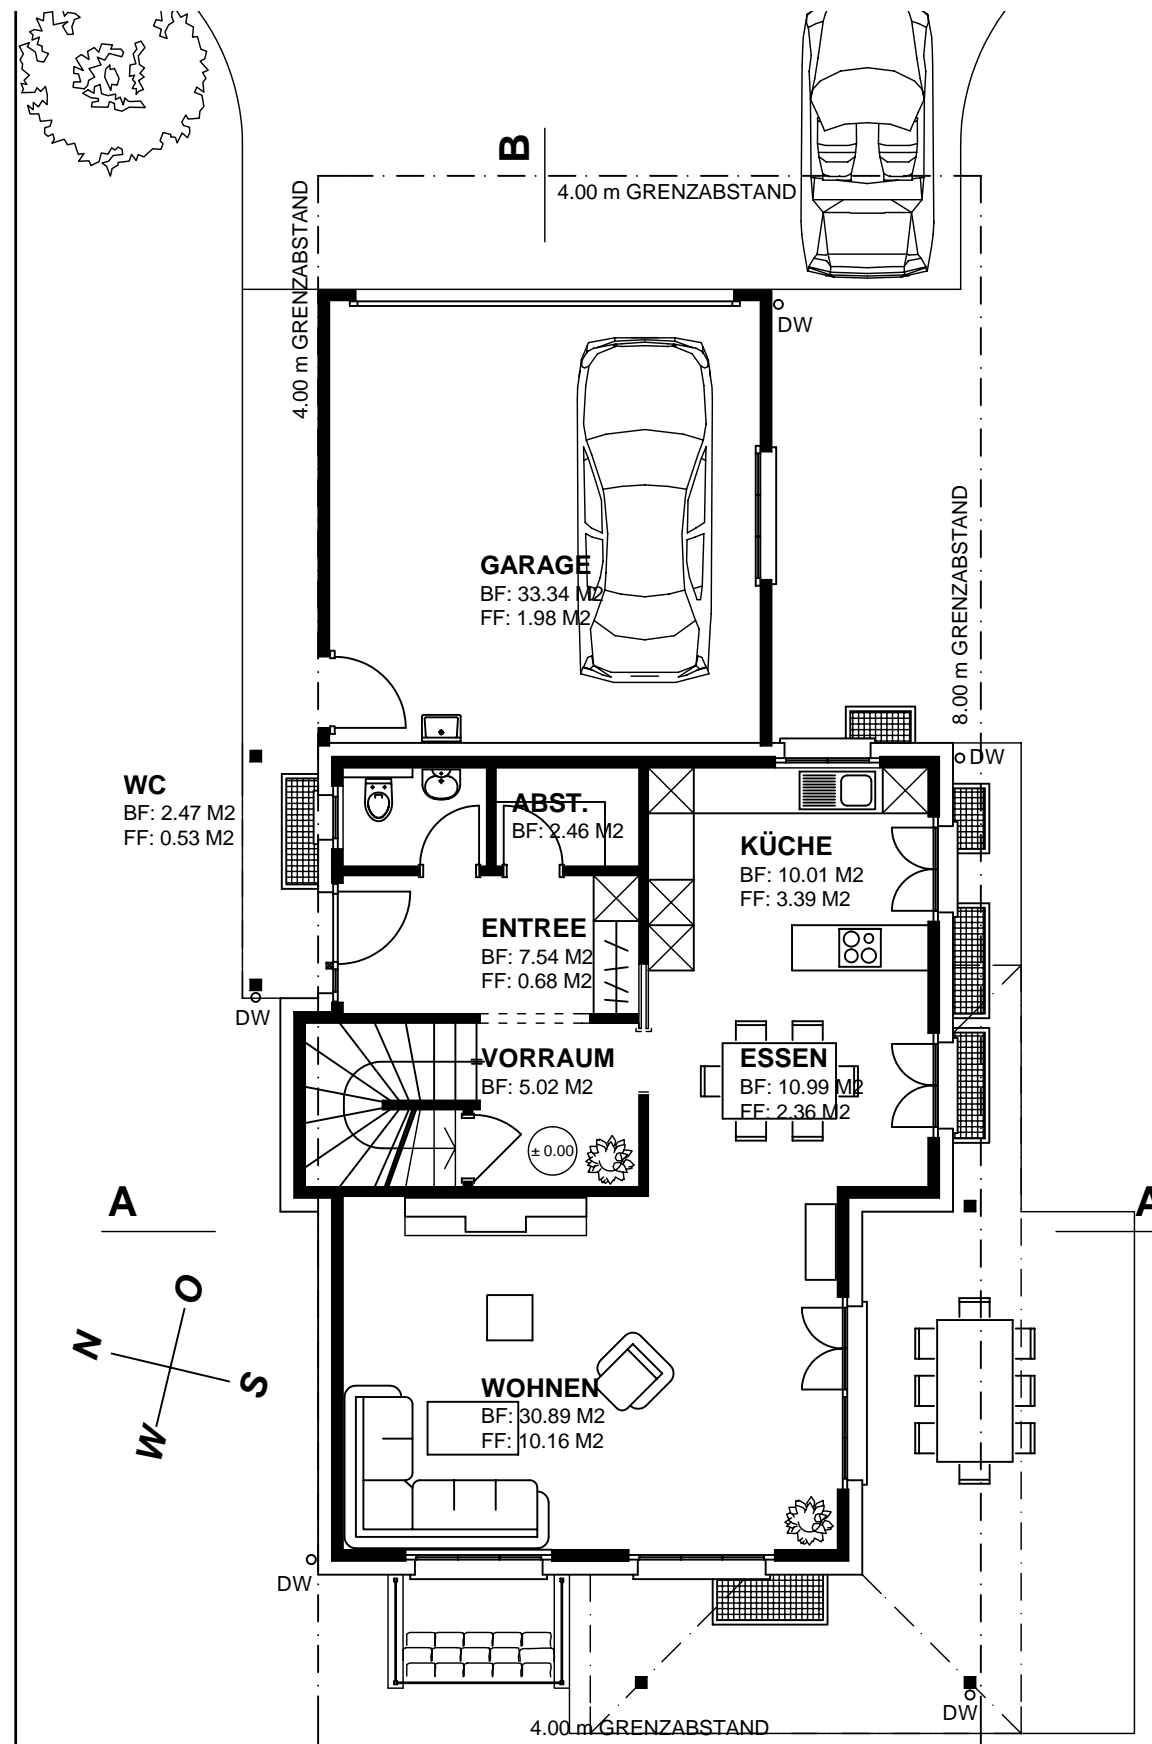 B
4.00 m GRENZABSTAND
4.00 m GRENZABSTAND
DW
8.00 m GRENZABSTAND
GARAGE
BF: 33.34 M2
FF: 1.98 M2
DW
WC
BF: 2.47 M2
FF: 0.53 M2
ABST.
BF: 2.46 M2
KÜCHE
BF: 10.01 M2
FF: 3.39 M2
ENTREE
BF: 7.54 M2
FF: 0.68 M2
DW
VORRAUM
BF: 5.02 M2
ESSEN
BF: 10.99 M2
FF: 2.36 M2
± 0.00
A
A
O
N
S
W
WOHNEN
BF: 30.89 M2
FF: 10.16 M2
DW
DW
4.00 m GRENZABSTAND